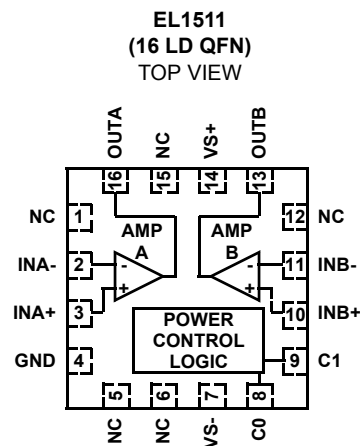 EL1511
(16 LD QFN)
TOP VIEW
OUTA
NC
VS+
OUTB
16
15
14
13
NC 1
AMP A
AMP B
12 NC
INA- 2
-
-
11 INB-
INA+ 3
+
+
10 INB+
POWER
CONTROL
LOGIC
GND 4
9 C1
5
6
7
8
NC
NC
VS-
C0